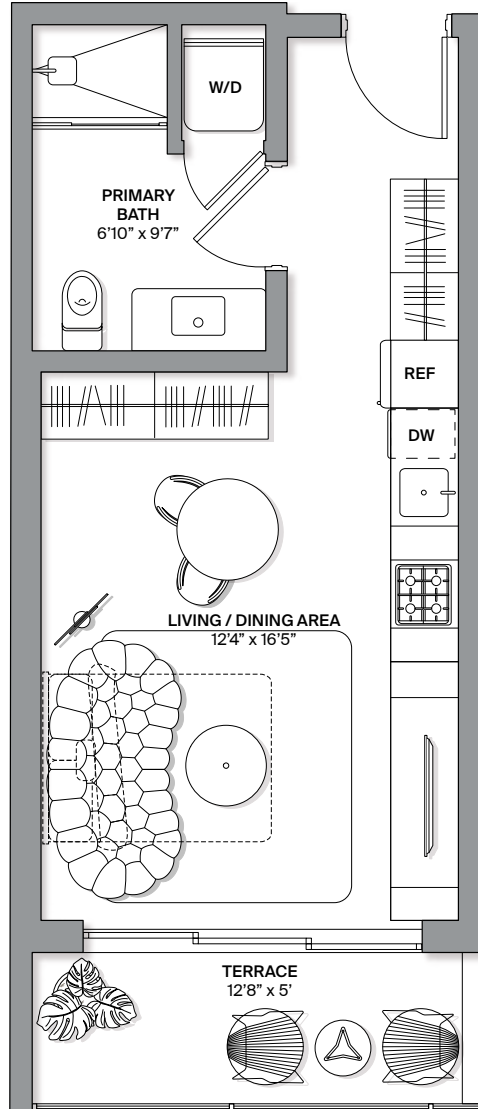 W/D
PRIMARY
BATH
6'10" x 9'7"
REF
DW
LIVING / DINING AREA
12'4" x 16'5"
TERRACE
12'8" x 5'